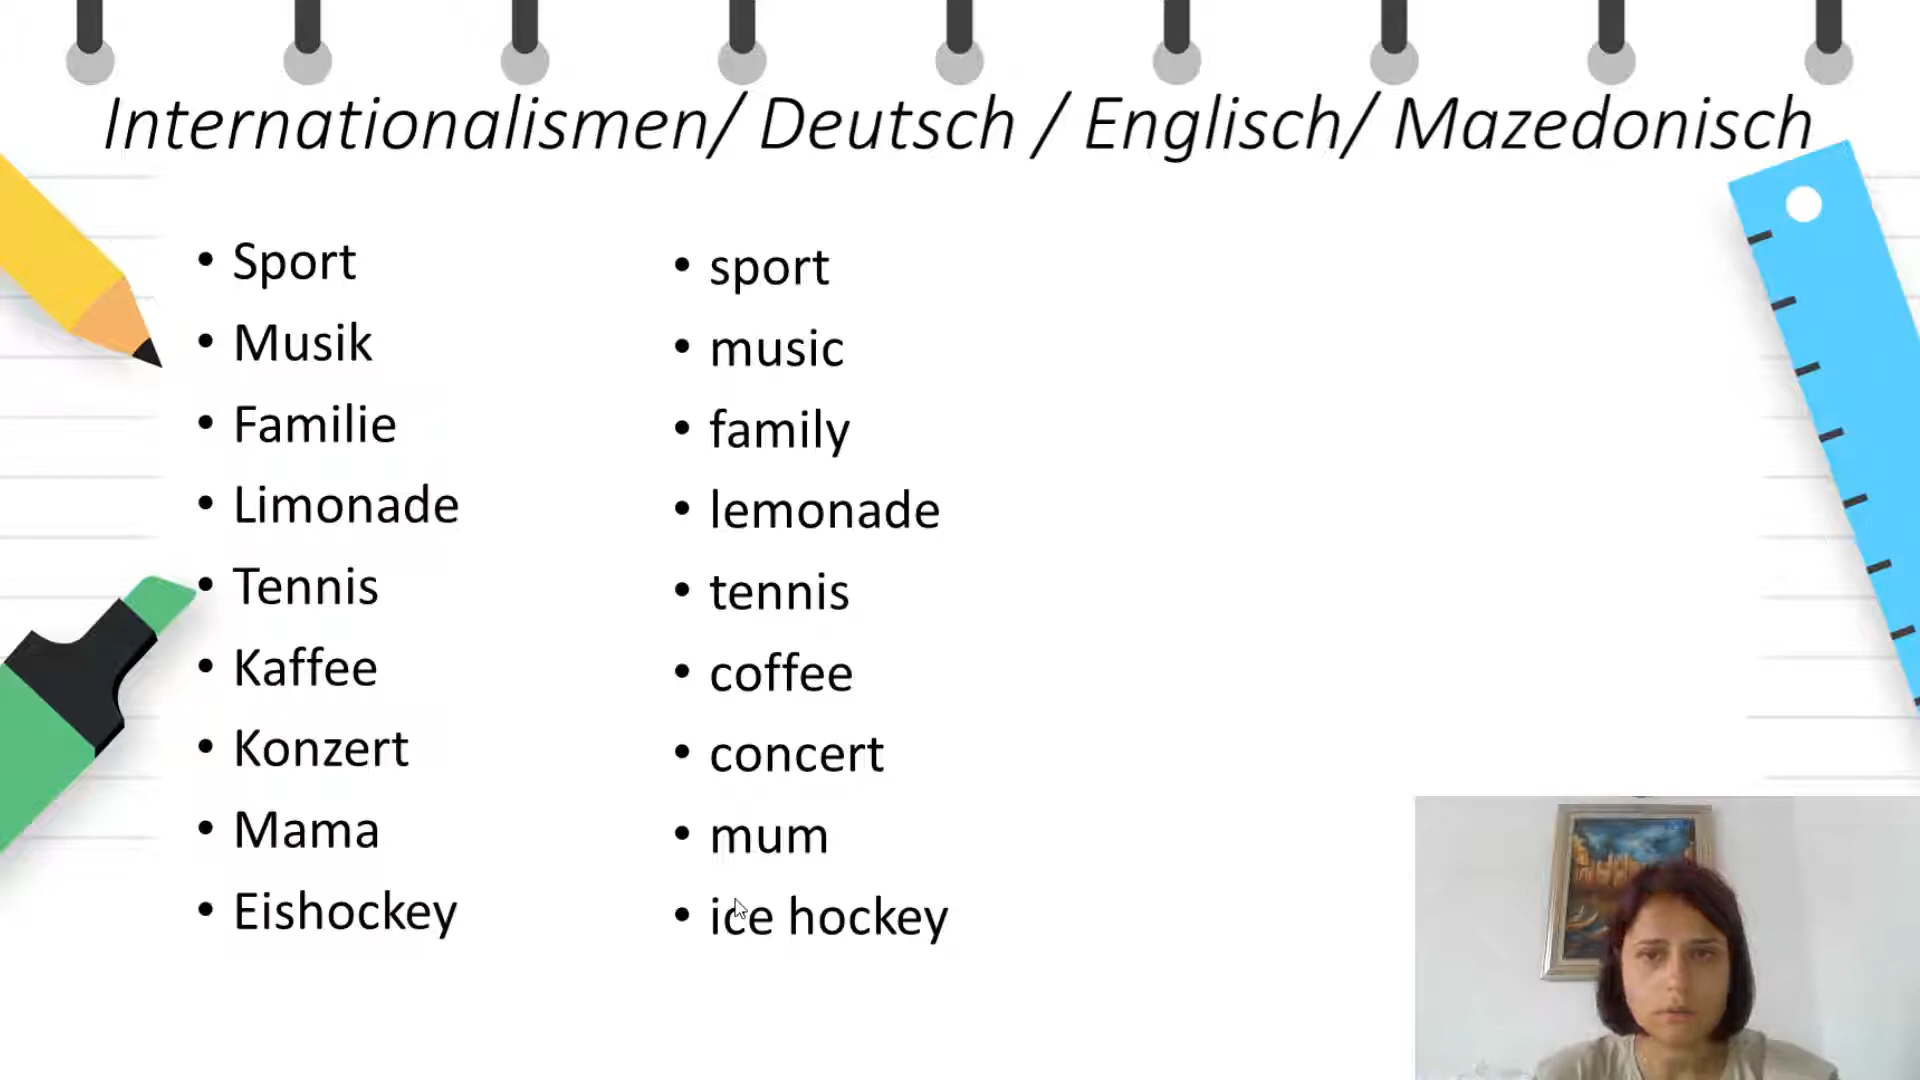 Internationalismen/ Deutsch / Englisch/ Mazedonisch
• Sport
• Musik
• Familie
• Limonade
• Tennis
• Kaffee
• Konzert
• Mama
• Eishockey
• sport
• music
• family
• lemonade
• tennis
• coffee
• concert
• mum
• ice hockey